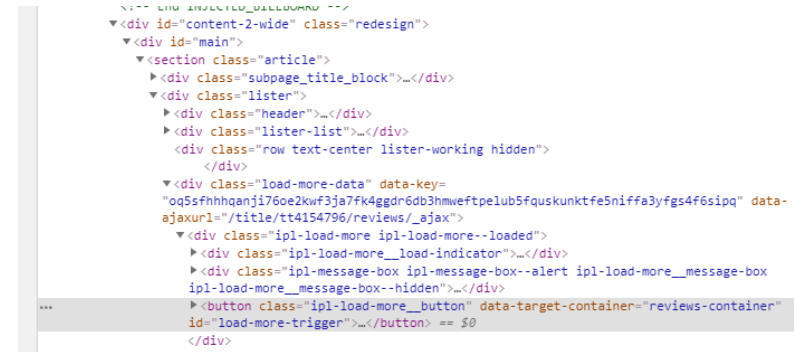 <!-- End INJECTED_BILLBOARD -->
▼<div id="content-2-wide" class="redesign">
▼<div id="main">
▼<section class="article">
▶<div class="subpage_title_block">…</div>
▼<div class="lister">
▶<div class="header">…</div>
▶<div class="lister-list">…</div>
<div class="row text-center lister-working hidden">
</div>
▼<div class="load-more-data" data-key=
"oq5sfhhhqanji76oe2kwf3ja7fk4ggdr6db3hmweftpelub5fquskunktfe5niffa3yfgs4f6sipq" data-
ajaxurl="/title/tt4154796/reviews/_ajax">
▼<div class="ipl-load-more ipl-load-more--loaded">
▶<div class="ipl-load-more__load-indicator">…</div>
▶<div class="ipl-message-box ipl-message-box--alert ipl-load-more__message-box
ipl-load-more__message-box--hidden">…</div>
… ▶<button class="ipl-load-more__button" data-target-container="reviews-container"
id="load-more-trigger">…</button> == $0
</div>